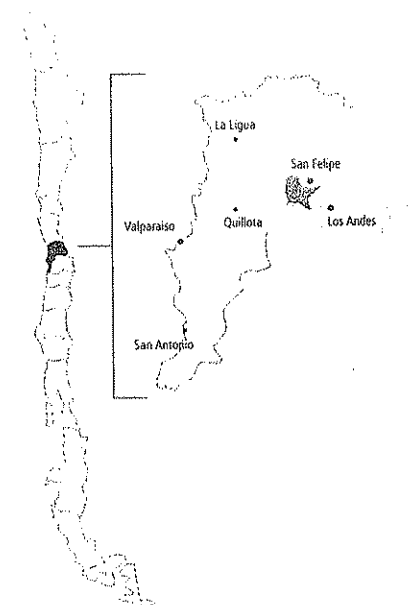 La Ligua
San Felipe
Valparaiso
Quillota
Los Andes
San Antonio